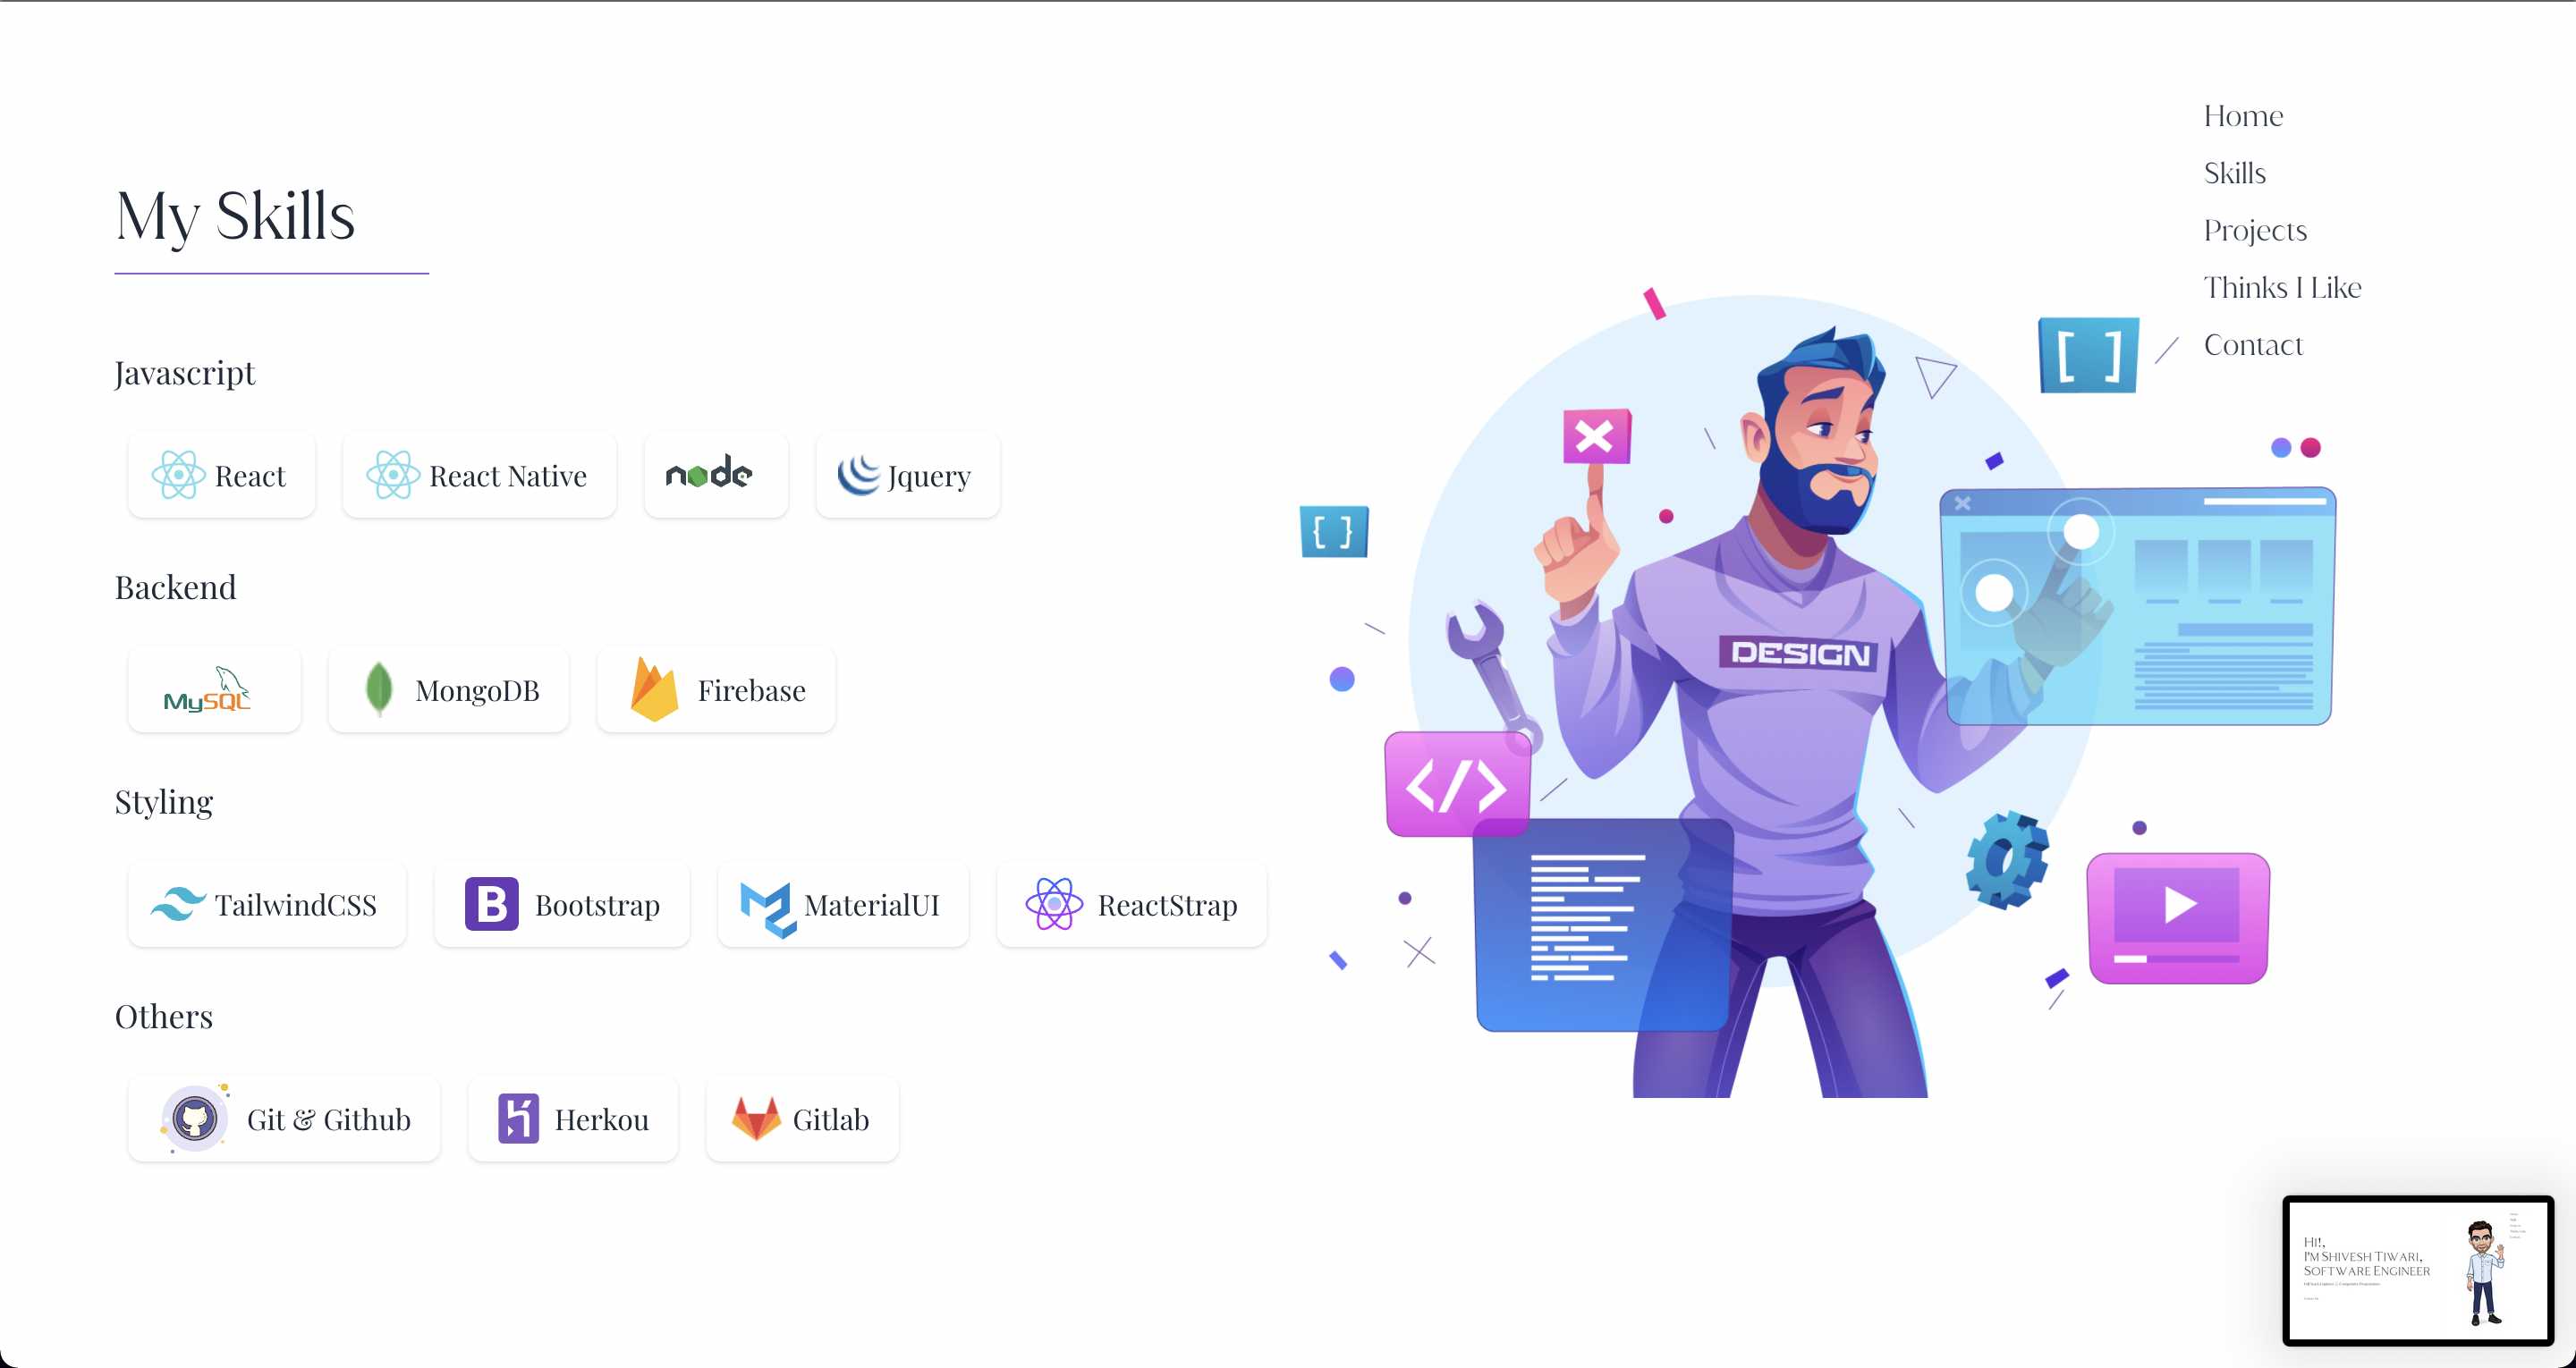 Home
Skills
Projects
Thinks I Like
Contact
My Skills
Javascript
React
React Native
node
Jquery
Backend
MySQL
MongoDB
Firebase
Styling
TailwindCSS
B Bootstrap
MaterialUI
ReactStrap
Others
Git & Github
Herkou
Gitlab
{ }
[ ]
DESIGN
</>
HI!,
I'M SHIVESH TIWARI,
SOFTWARE ENGINEER